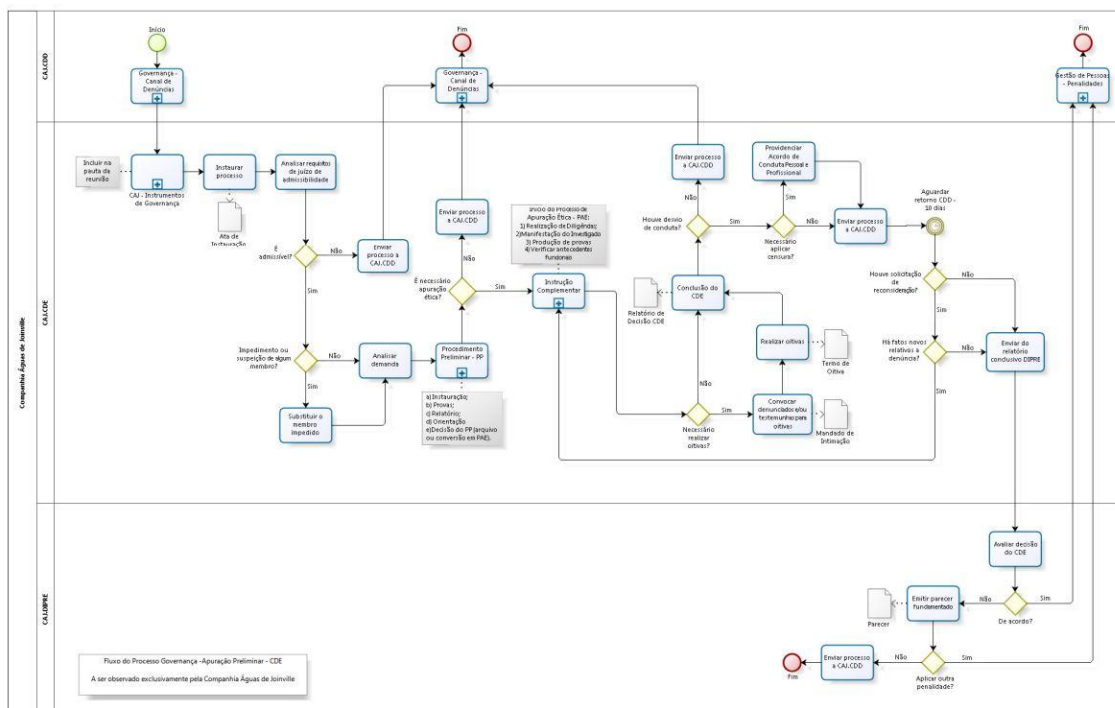 Companhia Águas de Joinville
CAJ.CDD
Início
Governança -
Canal de
Denúncias
Fim
Governança -
Canal de
Denúncias
Fim
Gestão de Pessoas
- Penalidades
CAJ.CDE
Incluir na
pauta da
reunião
CAJ - Instrumentos
de Governança
Instaurar
processo
Ata de
Instauração
Analisar requisitos
de juízo de
admissibilidade
É
admissível?
Não
Enviar
processo a
CAJ.CDD
Sim
Impedimento ou
suspeição de algum
membro?
Não
Sim
Substituir o
membro
impedido
Analisar
demanda
Procedimento
Preliminar - PP
a) Instauração;
b) Provas;
c) Relatório;
d) Orientação
e)Decisão do PP (arquivo
ou conversão em PAE).
É necessário
apuração
ética?
Não
Enviar processo
a CAJ.CDD
Sim
Início do Processo de
Apuração Ética - PAE:
1) Realização de Diligências;
2)Manifestação do Investigado
3) Produção de provas
4) Verificar antecedentes
funcionais
Instrução
Complementar
Necessário
realizar
oitivas?
Não
Sim
Convocar
denunciados e/ou
testemunhas para
oitivas
Mandado de
Intimação
Realizar oitivas
Termo de
Oitiva
Conclusão do
CDE
Relatório de
Decisão CDE
Houve desvio
de conduta?
Não
Enviar processo
a CAJ.CDD
Sim
Necessário
aplicar
censura?
Sim
Providenciar
Acordo de
Conduta Pessoal e
Profissional
Não
Enviar processo a
CAJ.CDD
Aguardar
retorno CDD -
10 dias
Houve solicitação
de
reconsideração?
Não
Sim
Há fatos novos
relativos a
denúncia?
Não
Sim
Enviar do
relatório
conclusivo DIPRE
CAJ.DIPRE
Avaliar decisão
do CDE
De acordo?
Sim
Não
Emitir parecer
fundamentado
Parecer
Aplicar outra
penalidade?
Sim
Não
Enviar processo
a CAJ.CDD
Fim
Fluxo do Processo Governança -Apuração Preliminar - CDE
A ser observado exclusivamente pela Companhia Águas de Joinville